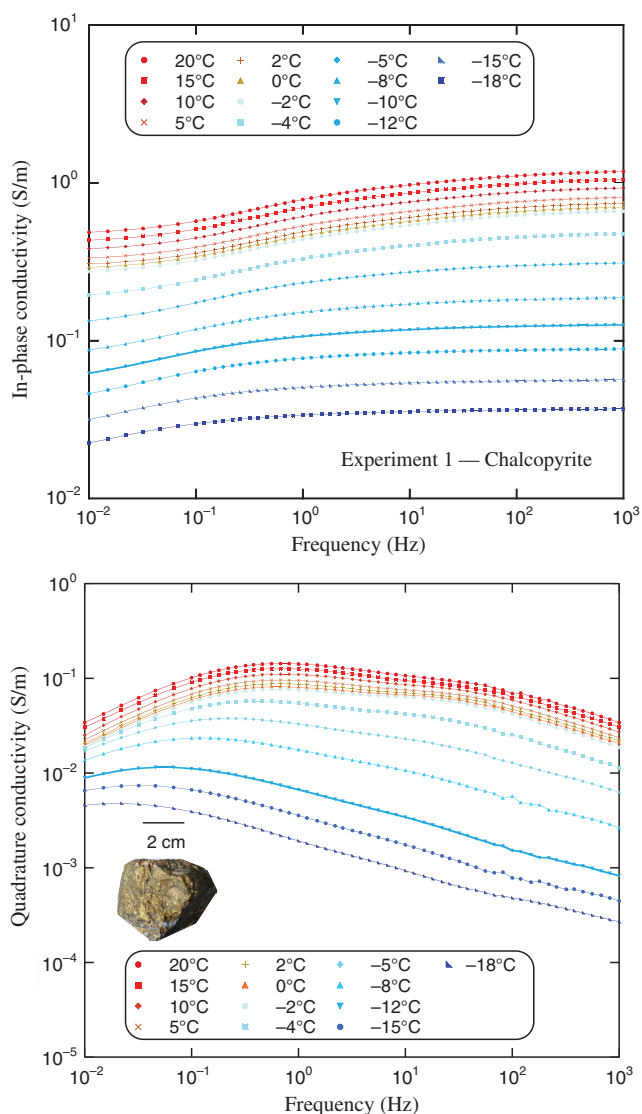 10¹
20°C 2°C –5°C –15°C
15°C 0°C –8°C –18°C
10°C –2°C –10°C
5°C –4°C –12°C
10⁰
In-phase conductivity (S/m)
10⁻¹
Experiment 1 — Chalcopyrite
10⁻²
10⁻² 10⁻¹ 10⁰ 10¹ 10² 10³
Frequency (Hz)
10⁰
10⁻¹
10⁻²
Quadrature conductivity (S/m)
2 cm
10⁻³
10⁻⁴
20°C 2°C –5°C –18°C
15°C 0°C –8°C
10°C –2°C –12°C
5°C –4°C –15°C
10⁻⁵
10⁻² 10⁻¹ 10⁰ 10¹ 10² 10³
Frequency (Hz)